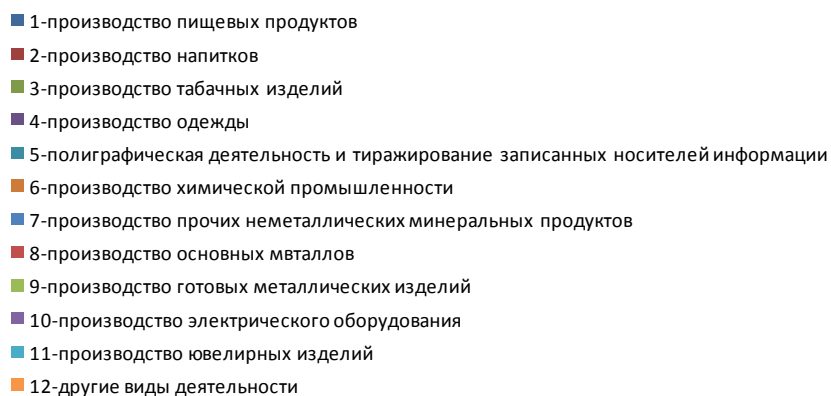 1-производство пищевых продуктов
2-производство напитков
3-производство табачных изделий
4-производство одежды
5-полиграфическая деятельность и тиражирование записанных носителей информации
6-производство химической промышленности
7-производство прочих неметаллических минеральных продуктов
8-производство основных мвталлов
9-производство готовых металлических изделий
10-производство электрического оборудования
11-производство ювелирных изделий
12-другие виды деятельности